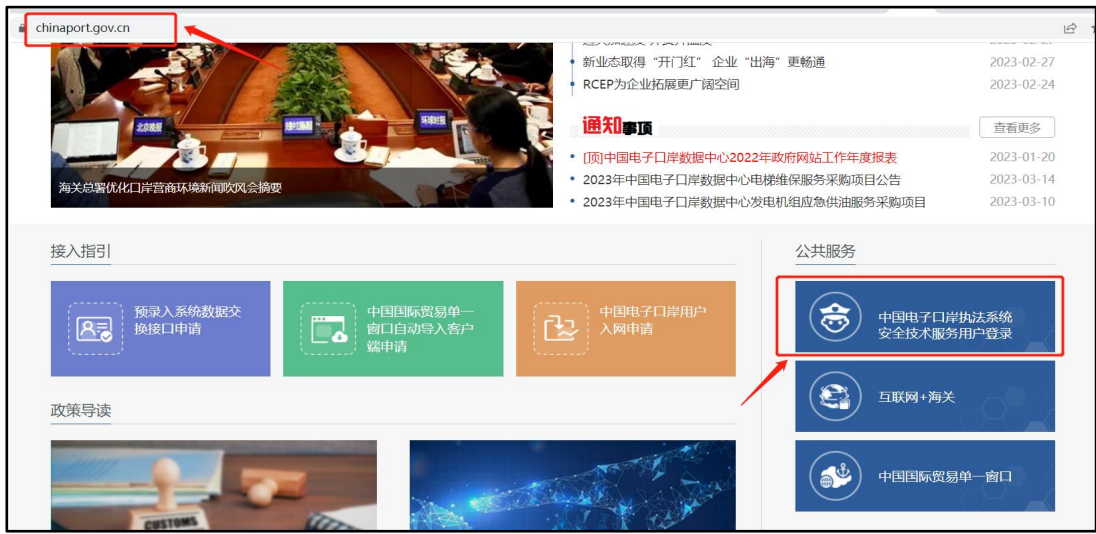 chinaport.gov.cn
新业态取得“开门红” 企业“出海”更畅通 2023-02-27
RCEP为企业拓展更广阔空间 2023-02-24
通知事项 查看更多
[顶]中国电子口岸数据中心2022年政府网站工作年度报表 2023-01-20
2023年中国电子口岸数据中心电梯维保服务采购项目公告 2023-03-14
2023年中国电子口岸数据中心发电机组应急供油服务采购项目 2023-03-10
北京晚报
环球时报
海关总署优化口岸营商环境新闻吹风会摘要
接入指引
预录入系统数据交
换接口申请
中国国际贸易单一
窗口自动导入客户
端申请
中国电子口岸用户
入网申请
公共服务
中国电子口岸执法系统
安全技术服务用户登录
互联网+海关
中国国际贸易单一窗口
政策导读
CUSTOMS